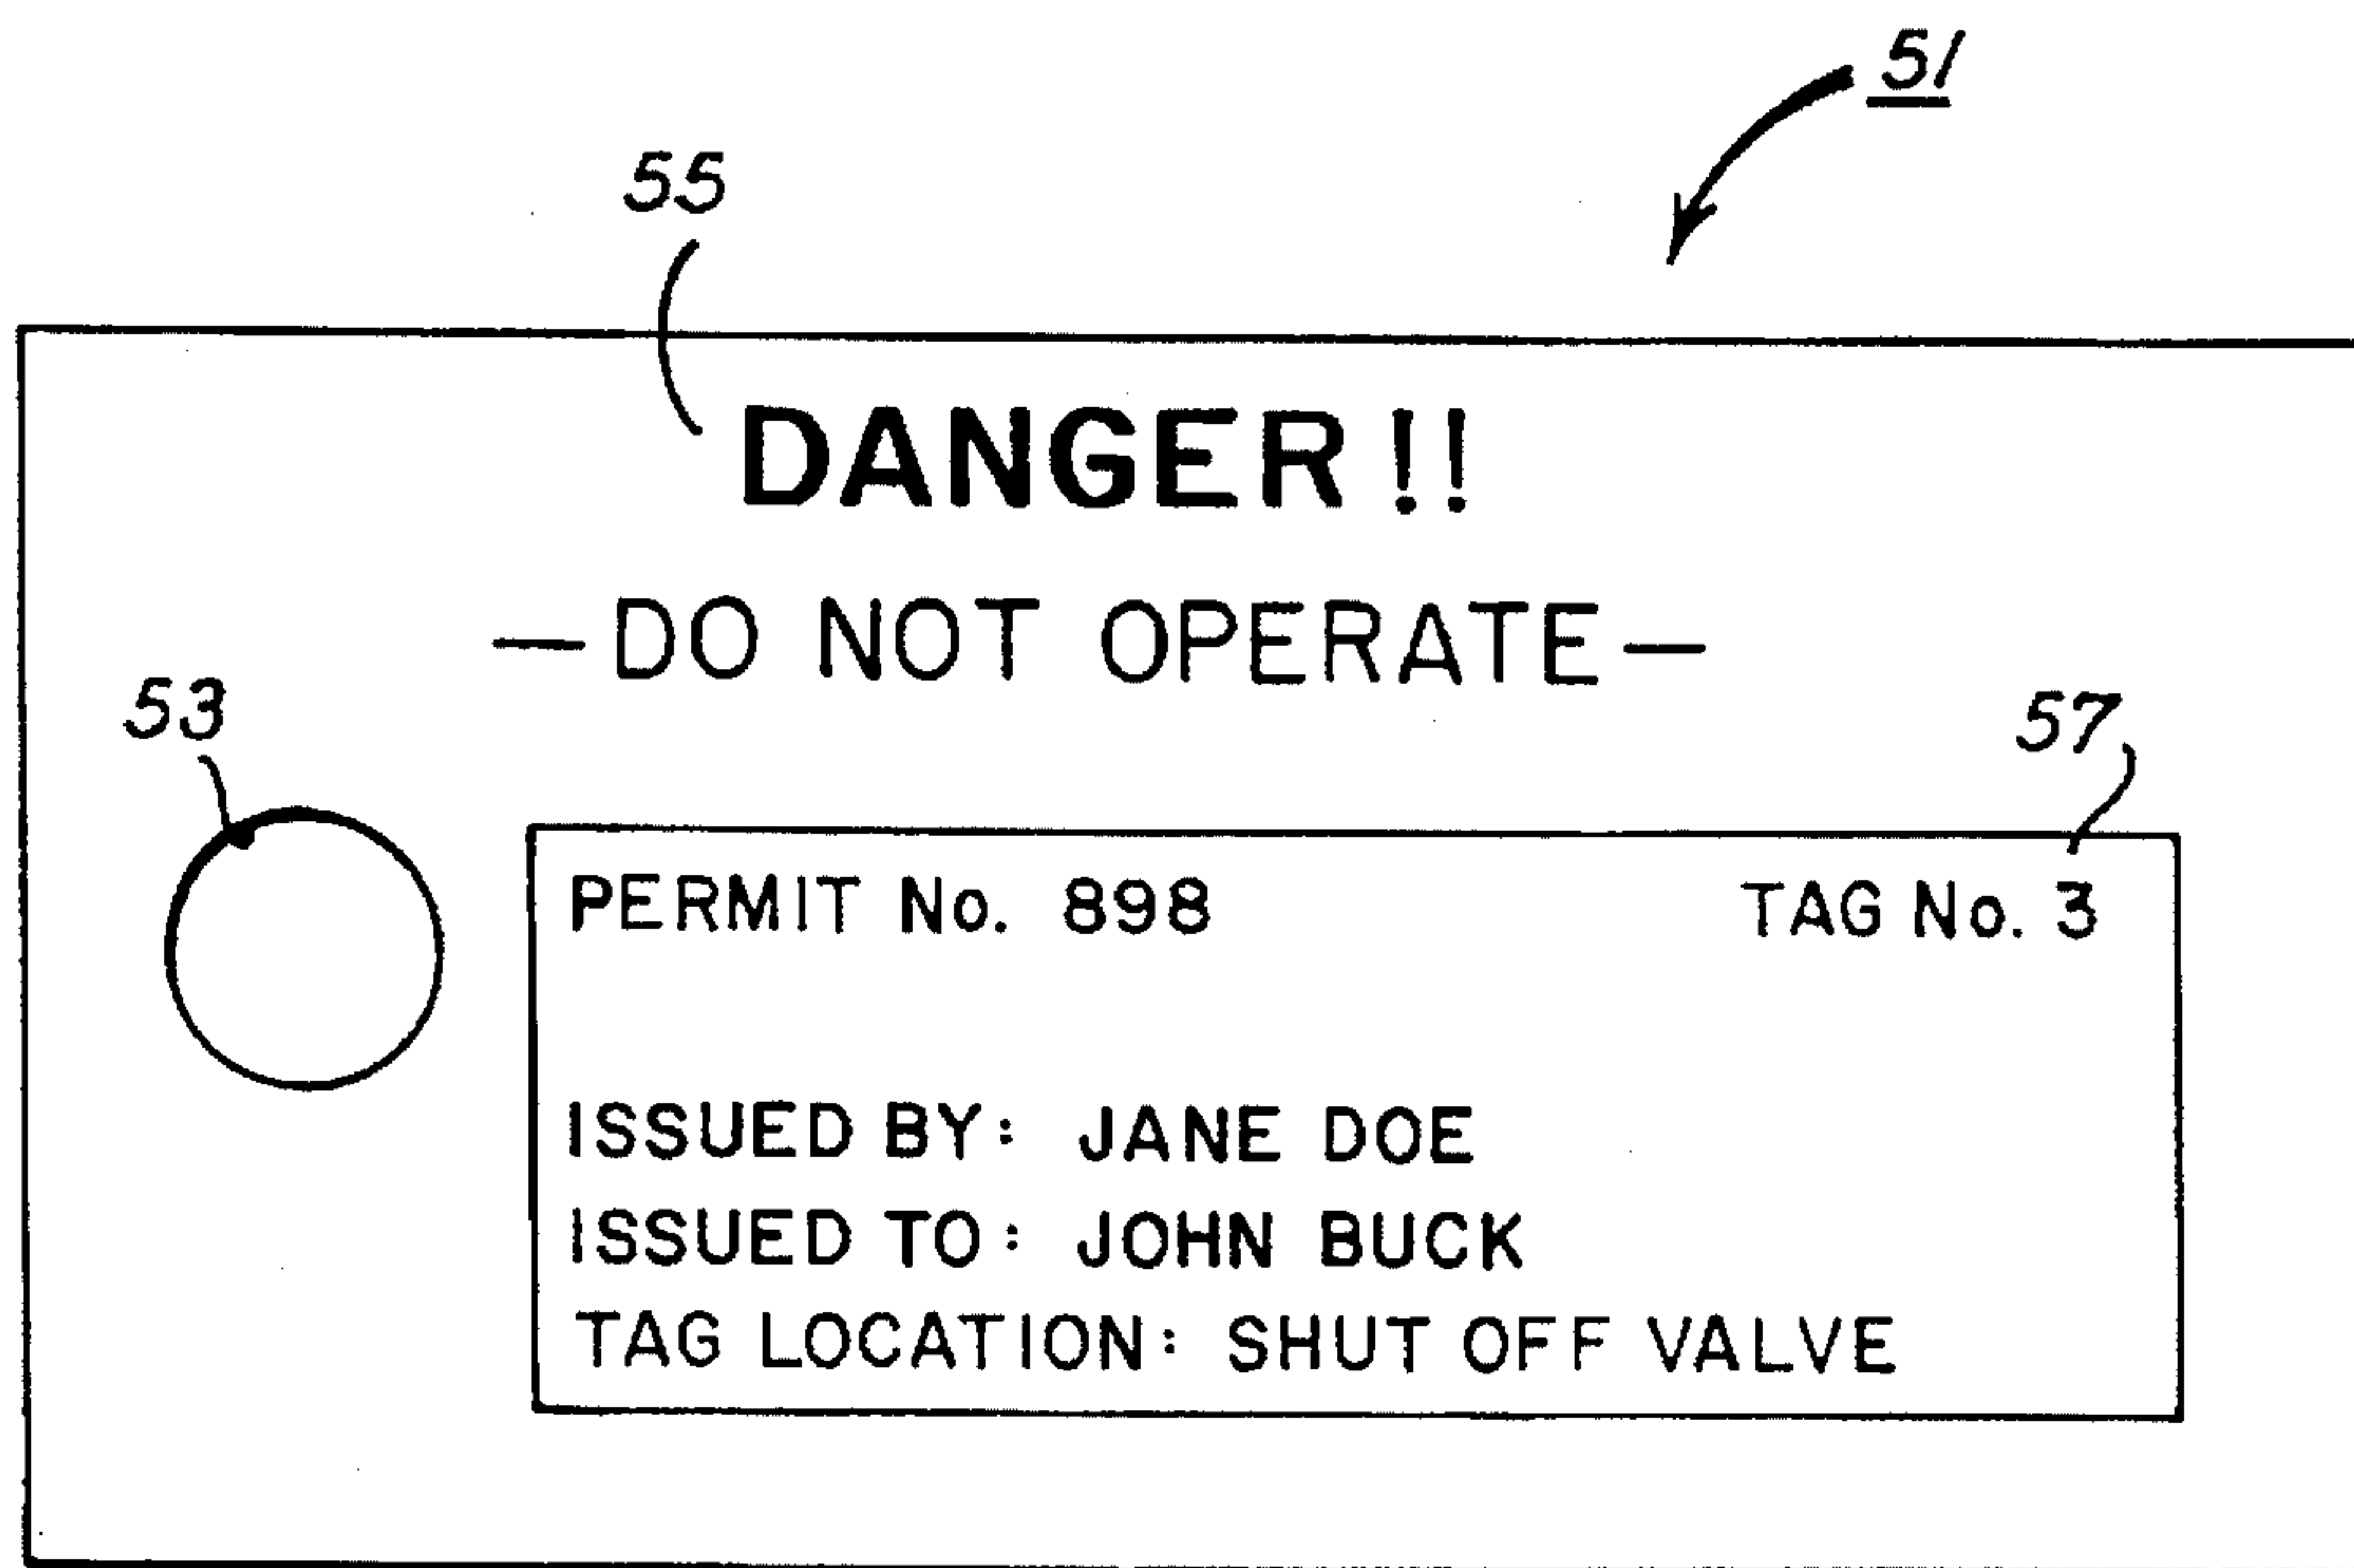 51
55
DANGER!!
—DO NOT OPERATE—
53
57
PERMIT No. 898 TAG No. 3
ISSUED BY: JANE DOE
ISSUED TO: JOHN BUCK
TAG LOCATION: SHUT OFF VALVE